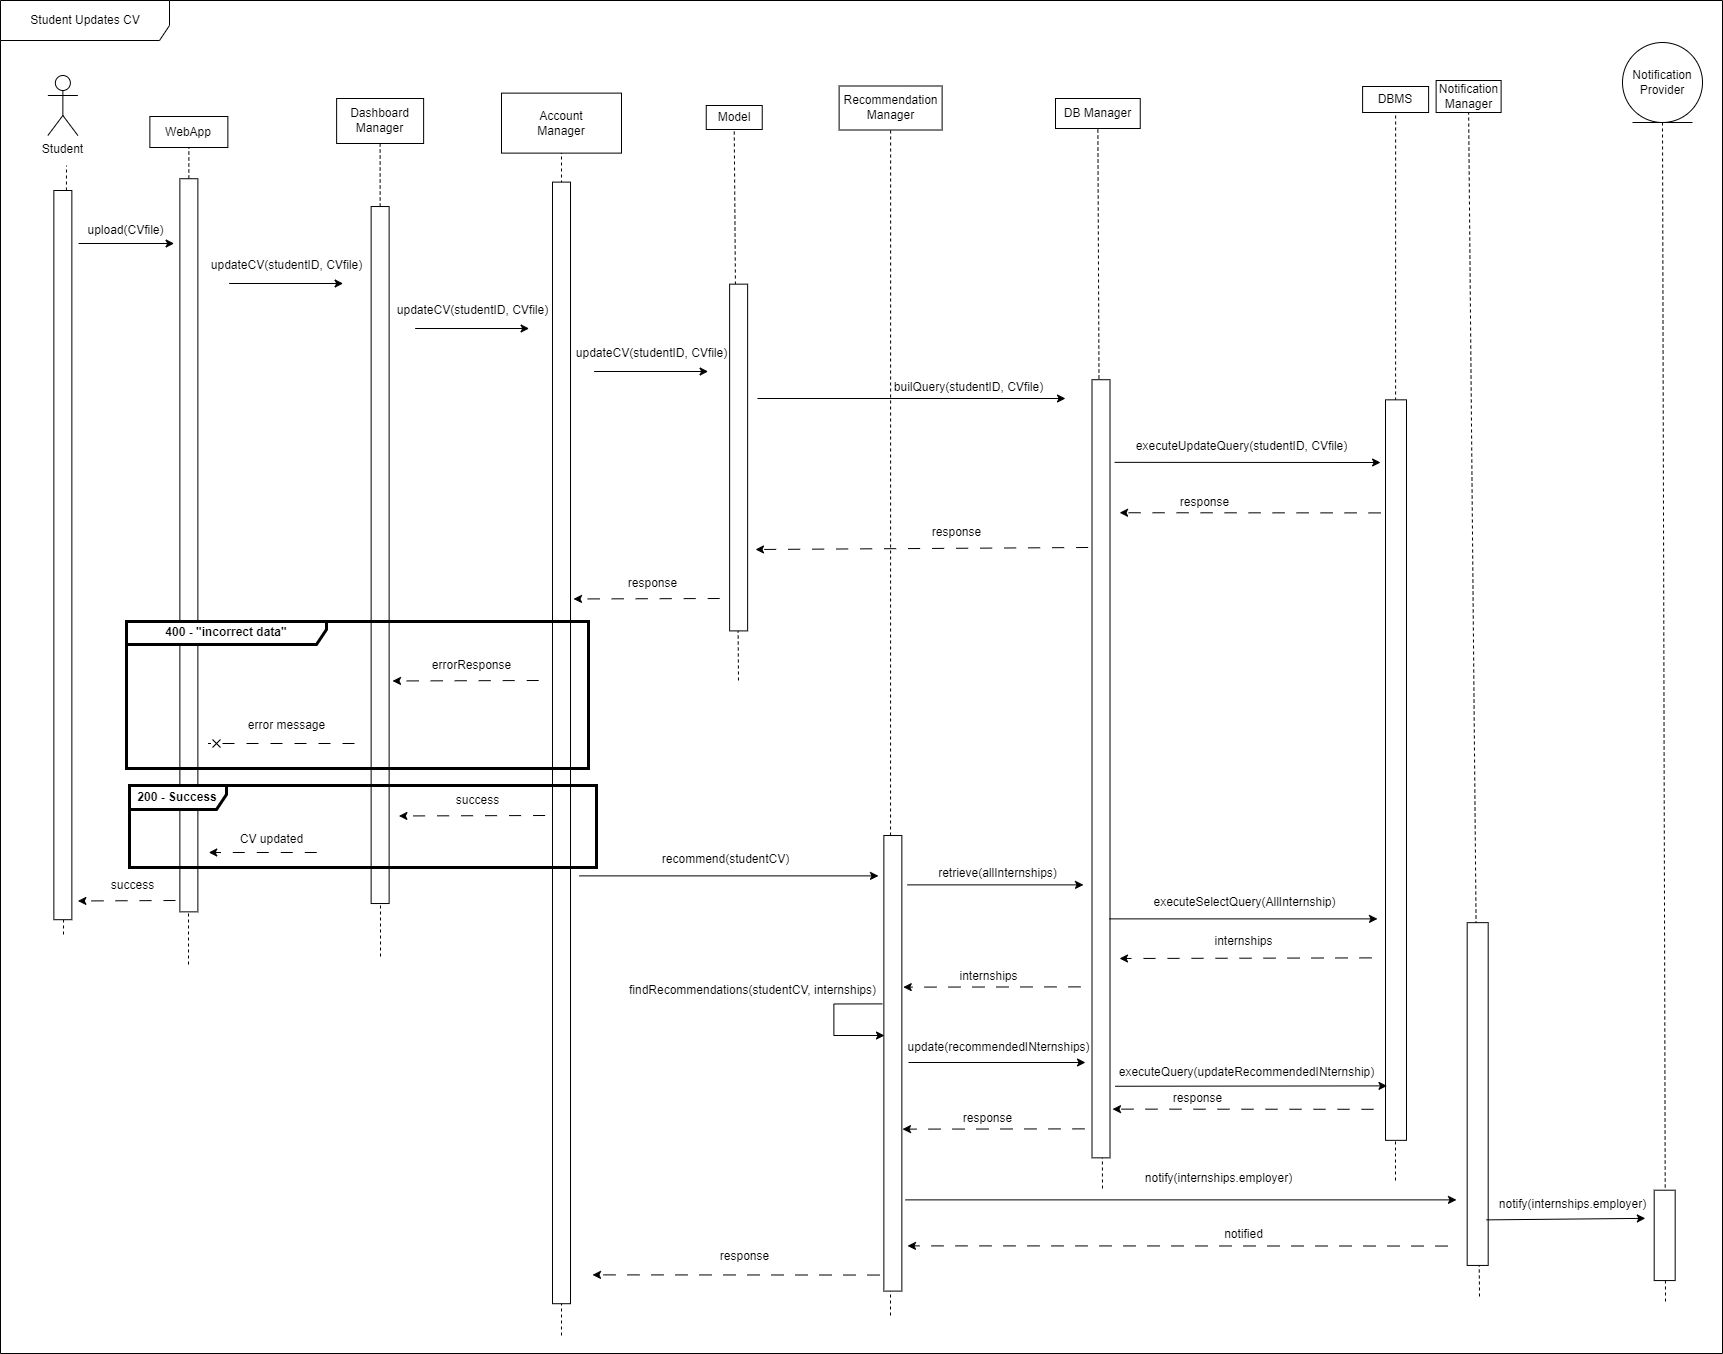 Student Updates CV
Student
WebApp
Dashboard
Manager
Account
Manager
Model
Recommendation
Manager
DB Manager
DBMS
Notification
Manager
Notification
Provider
upload(CVfile)
updateCV(studentID, CVfile)
updateCV(studentID, CVfile)
updateCV(studentID, CVfile)
builQuery(studentID, CVfile)
executeUpdateQuery(studentID, CVfile)
response
response
response
400 - "incorrect data"
errorResponse
error message
200 - Success
success
CV updated
recommend(studentCV)
retrieve(allInternships)
success
executeSelectQuery(AllInternship)
internships
internships
findRecommendations(studentCV, internships)
update(recommendedINternships)
executeQuery(updateRecommendedINternship)
response
response
notify(internships.employer)
notify(internships.employer)
notified
response